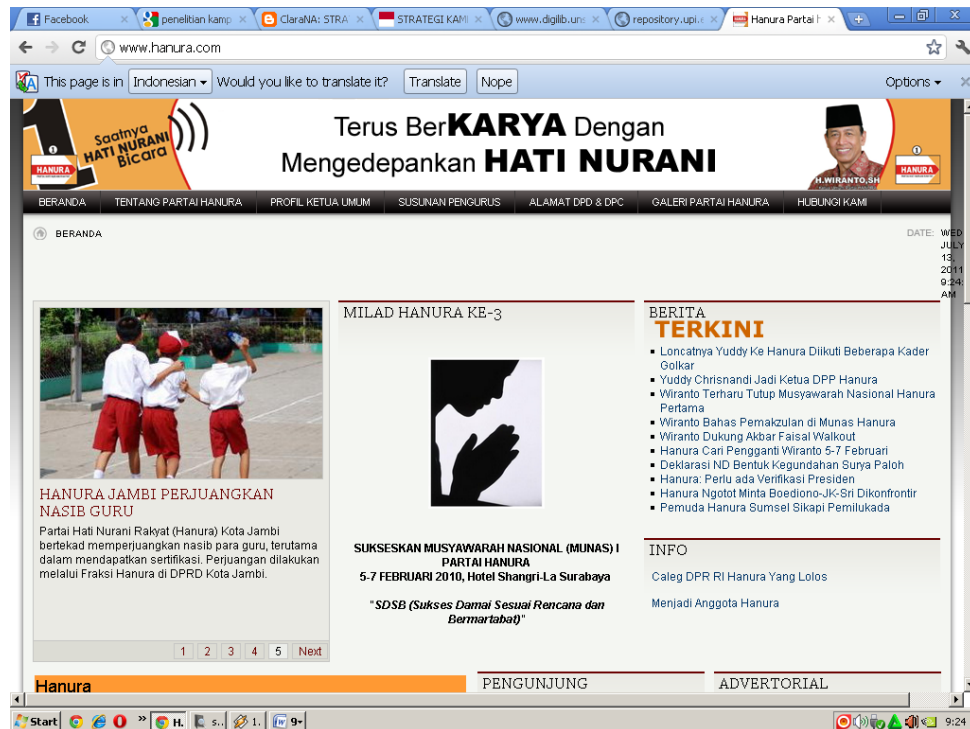 Facebook
penelitian kamp
ClaraNA: STRA
STRATEGI KAMI
www.digilib.uns
repository.upi.e
Hanura Partai h
www.hanura.com
This page is in Indonesian Would you like to translate it? Translate Nope Options
1
Saatnya
HATI NURANI
Bicara
HANURA
Terus BerKARYA Dengan
Mengedepankan HATI NURANI
H.WIRANTO,SH
HANURA
BERANDA TENTANG PARTAI HANURA PROFIL KETUA UMUM SUSUNAN PENGURUS ALAMAT DPD & DPC GALERI PARTAI HANURA HUBUNGI KAMI
BERANDA
DATE: WED
JULY
13,
2011
9:24:
AM
HANURA JAMBI PERJUANGKAN
NASIB GURU
Partai Hati Nurani Rakyat (Hanura) Kota Jambi
bertekad memperjuangkan nasib para guru, terutama
dalam mendapatkan sertifikasi. Perjuangan dilakukan
melalui Fraksi Hanura di DPRD Kota Jambi.
1 2 3 4 5 Next
MILAD HANURA KE-3
SUKSESKAN MUSYAWARAH NASIONAL (MUNAS) I
PARTAI HANURA
5-7 FEBRUARI 2010, Hotel Shangri-La Surabaya
"SDSB (Sukses Damai Sesuai Rencana dan
Bermartabat)"
BERITA
TERKINI
Loncatnya Yuddy Ke Hanura Diikuti Beberapa Kader
Golkar
Yuddy Chrisnandi Jadi Ketua DPP Hanura
Wiranto Terharu Tutup Musyawarah Nasional Hanura
Pertama
Wiranto Bahas Pemakzulan di Munas Hanura
Wiranto Dukung Akbar Faisal Walkout
Hanura Cari Pengganti Wiranto 5-7 Februari
Deklarasi ND Bentuk Kegundahan Surya Paloh
Hanura: Perlu ada Verifikasi Presiden
Hanura Ngotot Minta Boediono-JK-Sri Dikonfrontir
Pemuda Hanura Sumsel Sikapi Pemilukada
INFO
Caleg DPR RI Hanura Yang Lolos
Menjadi Anggota Hanura
Hanura
PENGUNJUNG
ADVERTORIAL
Start » H. s.. 1. 9 9:24